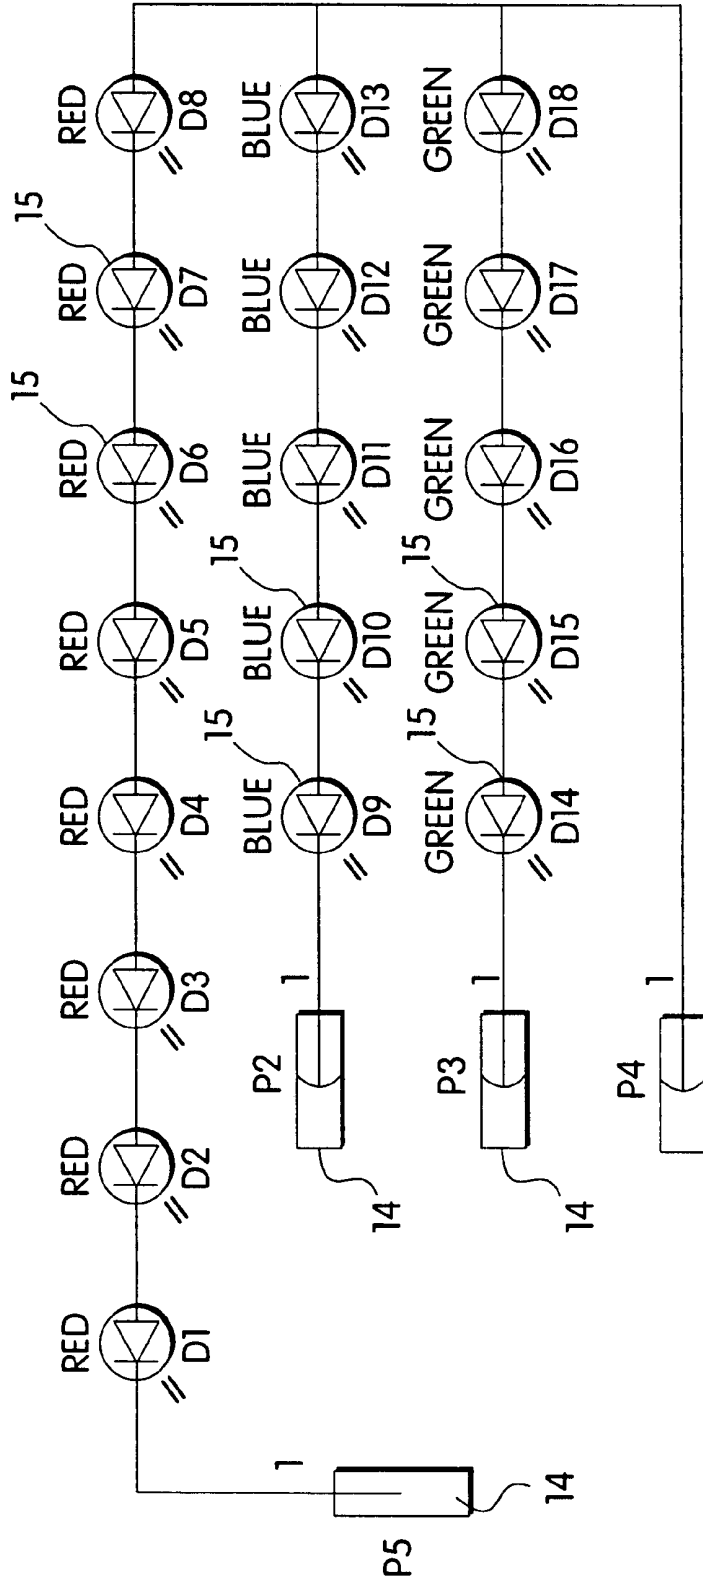 15 15
RED RED RED RED RED RED RED RED
D1 D2 D3 D4 D5 D6 D7 D8
15 15
P2 BLUE BLUE BLUE BLUE BLUE
1 1
D9 D10 D11 D12 D13
P5 14
15 15
P3 GREEN GREEN GREEN GREEN GREEN
1
14 14 D14 D15 D16 D17 D18
P4
1